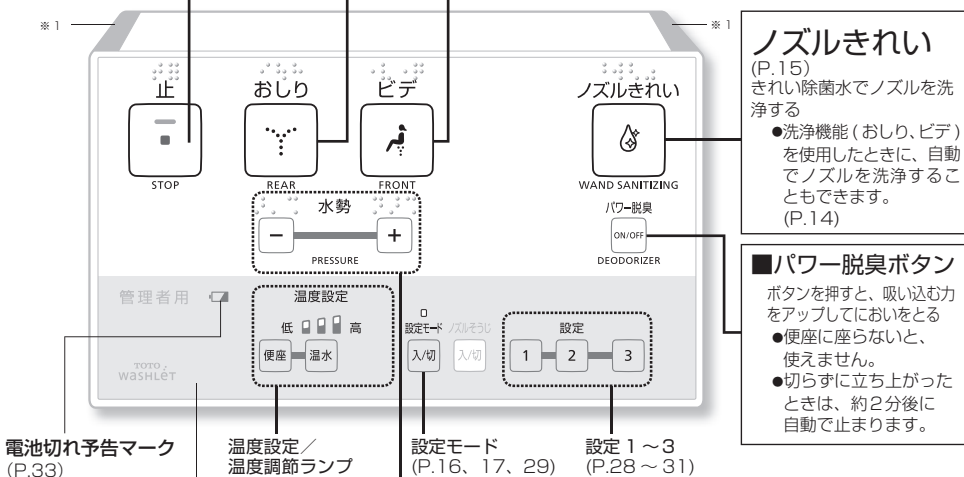 ※1
※1
止
おしり
ビデ
ノズルきれい
STOP
REAR
FRONT
WAND SANITIZING
水勢
−
+
PRESSURE
パワー脱臭
ON/OFF
DEODORIZER
管理者用
温度設定
低
高
便座
温水
設定モード
ノズルそうじ
入/切
入/切
設定
1
2
3
TOTO
WASHLET
電池切れ予告マーク
(P.33)
温度設定/
温度調節ランプ
設定モード
(P.16、17、29)
設定 1~3
(P.28 ~ 31)
ノズルきれい
(P.15)
きれい除菌水でノズルを洗
浄する
●洗浄機能 ( おしり、ビデ )
を使用したときに、自動
でノズルを洗浄するこ
ともできます。
(P.14)
■パワー脱臭ボタン
ボタンを押すと、吸い込む力
をアップしてにおいをとる
●便座に座らないと、
使えません。
●切らずに立ち上がった
ときは、約2分後に
自動で止まります。